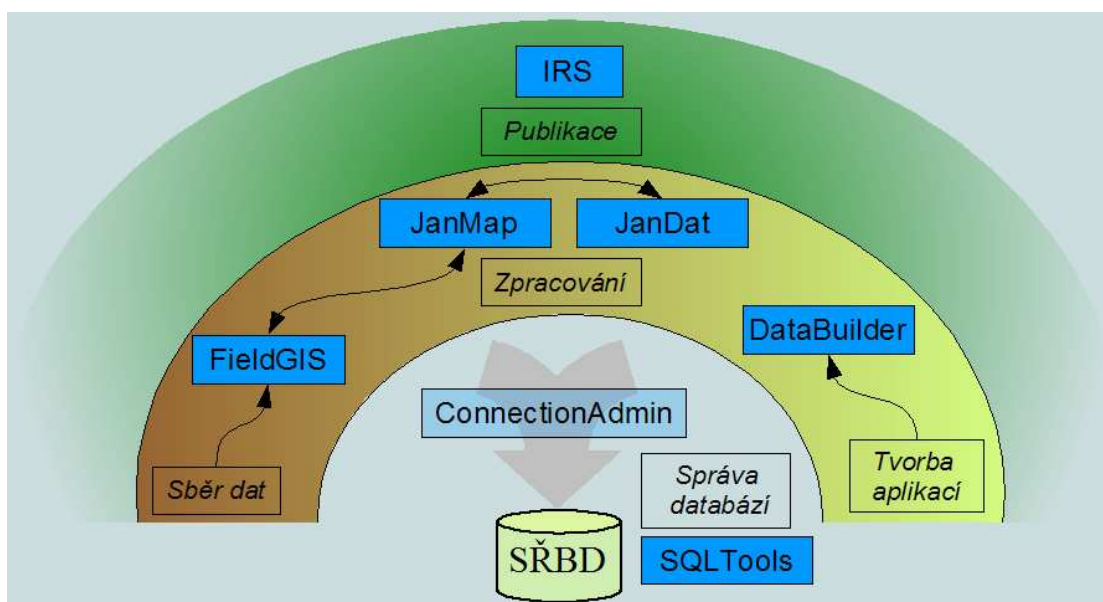 IRS
Publikace
JanMap
JanDat
Zpracování
FieldGIS
DataBuilder
ConnectionAdmin
Sběr dat
Správa
databází
Tvorba
aplikací
SŘBD
SQLTools